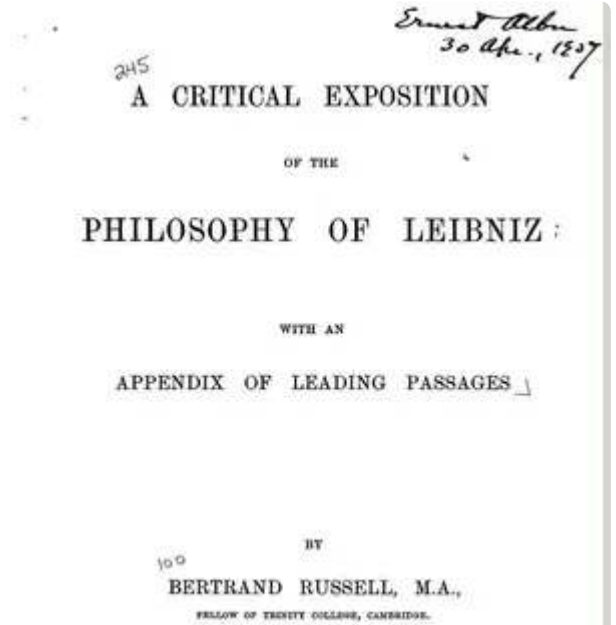 Ernest Albee
30 Apr., 1907
245
A CRITICAL EXPOSITION
OF THE
PHILOSOPHY OF LEIBNIZ
WITH AN
APPENDIX OF LEADING PASSAGES
BY
100
BERTRAND RUSSELL, M.A.,
FELLOW OF TRINITY COLLEGE, CAMBRIDGE.